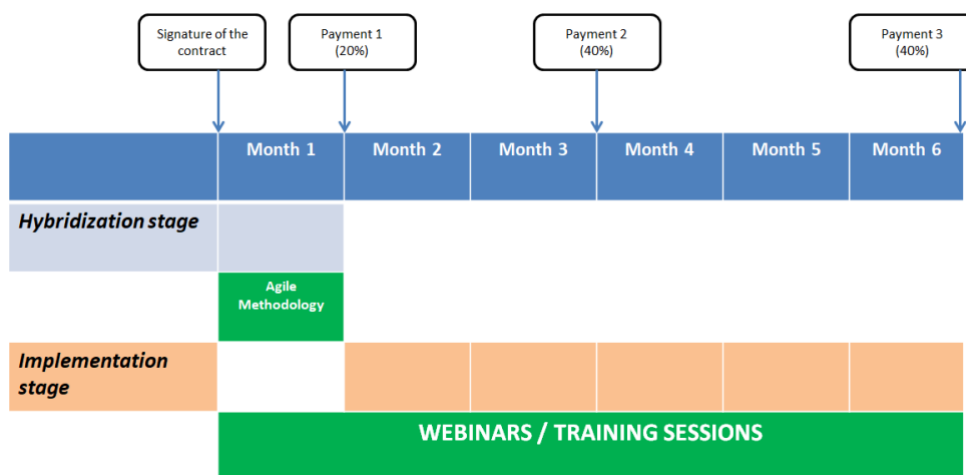 Signature of the
contract
Payment 1
(20%)
Payment 2
(40%)
Payment 3
(40%)
Month 1
Month 2
Month 3
Month 4
Month 5
Month 6
Hybridization stage
Agile
Methodology
Implementation
stage
WEBINARS / TRAINING SESSIONS